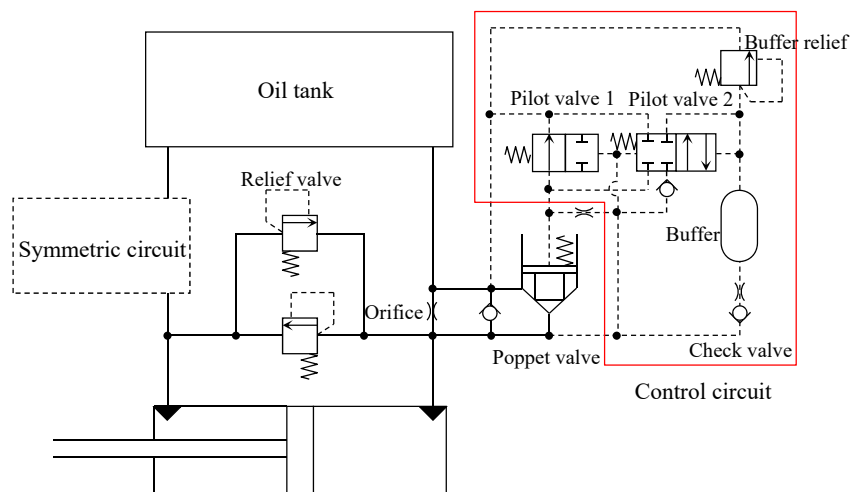 Buffer relief
Oil tank
Pilot valve 1
Pilot valve 2
Relief valve
Symmetric circuit
Buffer
Orifice
Poppet valve
Check valve
Control circuit